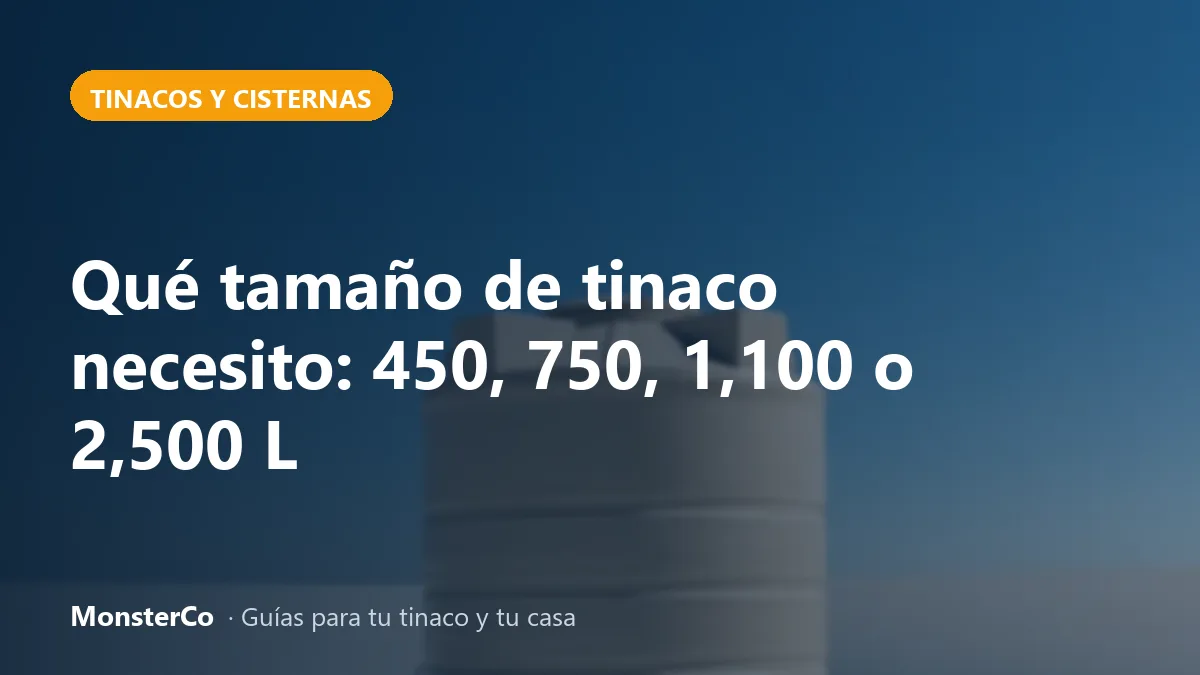 TINACOS Y CISTERNAS
Qué tamaño de tinaco
necesito: 450, 750, 1,100 o
2,500 L
MonsterCo · Guías para tu tinaco y tu casa